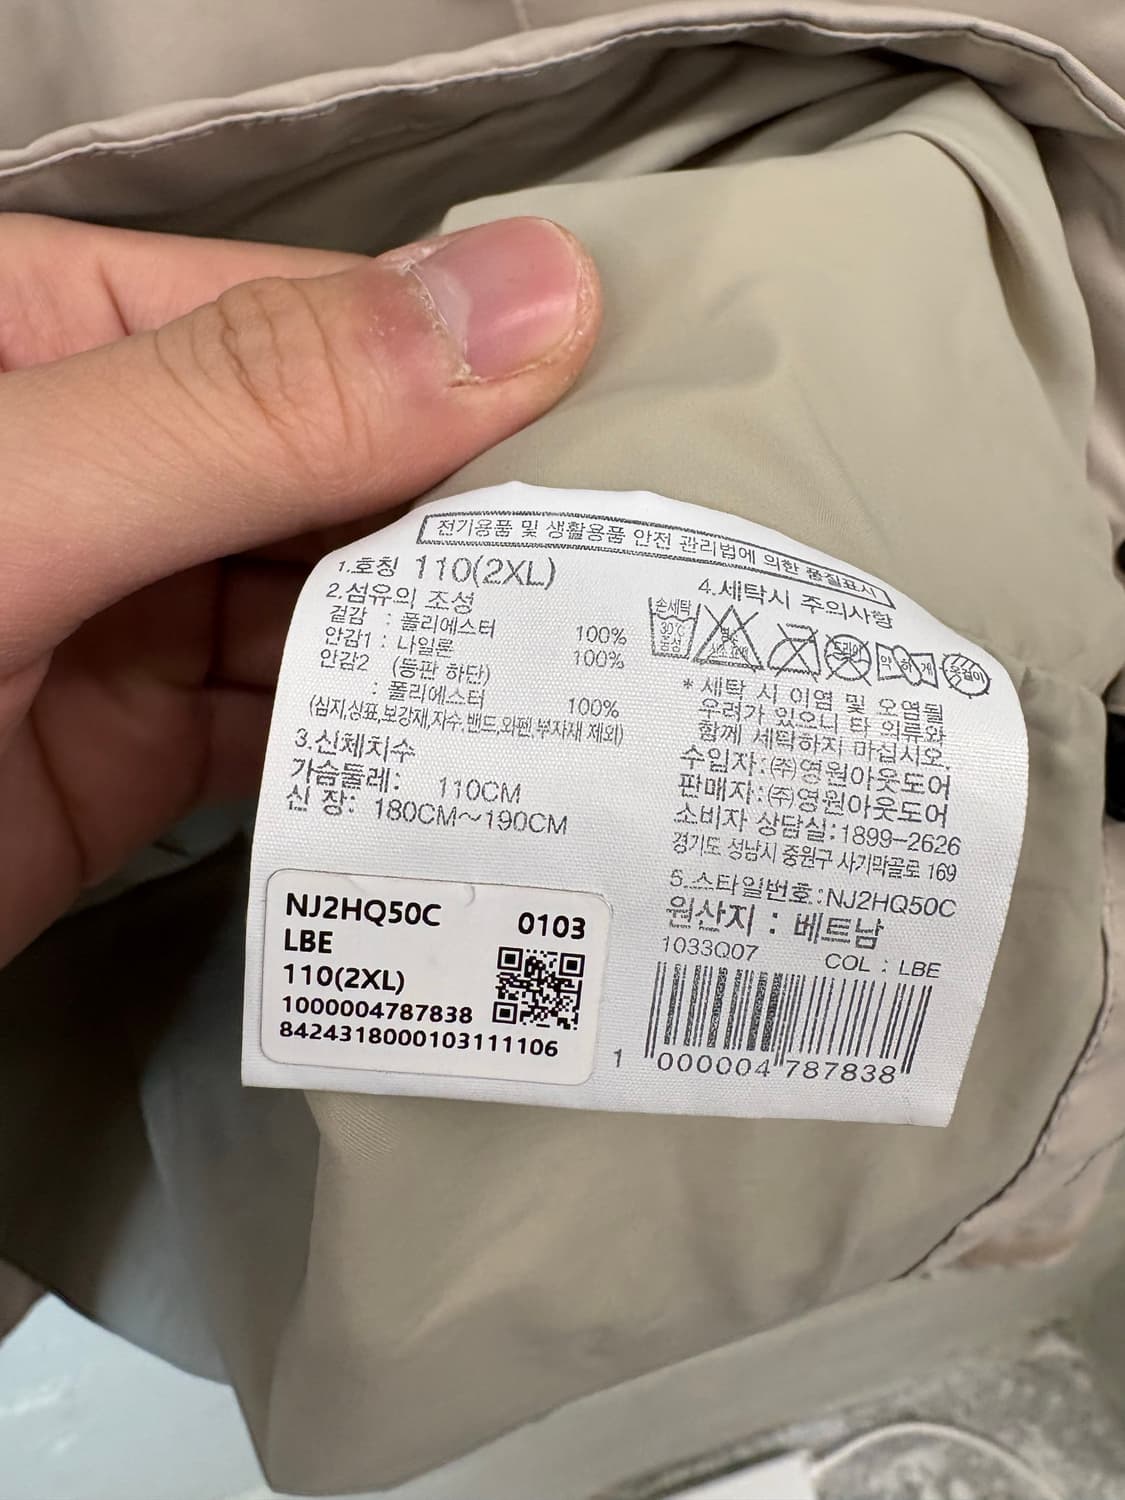 전기용품 및 생활용품 안전 관리법에 의한 품질표시
1.호칭 110(2XL)
2.섬유의 조성
겉감 : 폴리에스터 100%
안감1 : 나일론 100%
안감2 (등판 하단)
: 폴리에스터 100%
(심지,상표,보강재,자수,밴드,와펜,부자재 제외)
3.신체치수
가슴둘레: 110CM
신 장: 180CM~190CM
4.세탁시 주의사항
손세탁
30℃
중성
드라이
약하게
옷걸이
* 세탁 시 이염 및 오염될
우려가 있으니 타 의류와
함께 세탁하지 마십시오.
수입자:㈜영원아웃도어
판매자:㈜영원아웃도어
소비자 상담실:1899-2626
경기도 성남시 중원구 사기막골로 169
5.스타일번호:NJ2HQ50C
원산지 : 베트남
1033Q07 COL : LBE
1 000004 787838
NJ2HQ50C 0103
LBE
110(2XL)
1000004787838
8424318000103111106